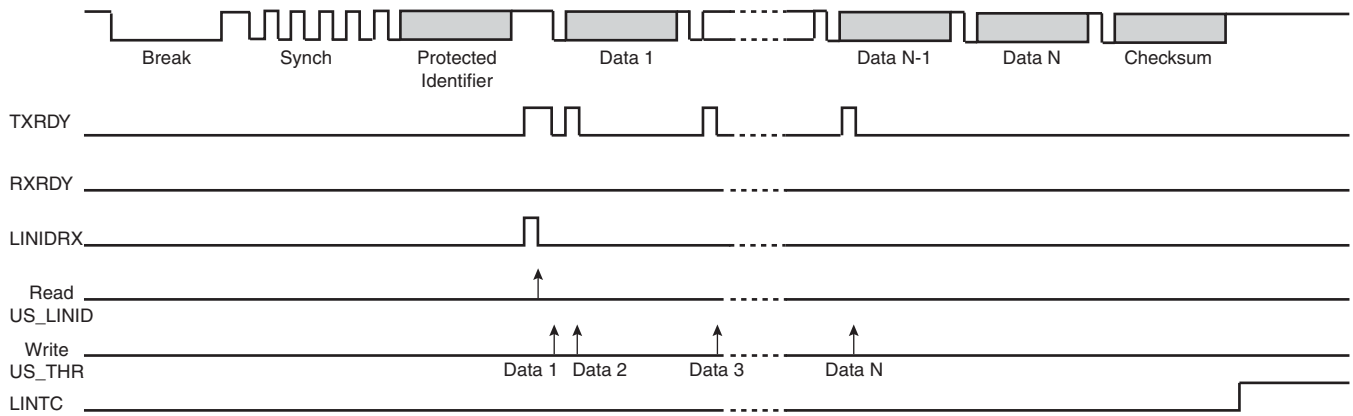 Break Synch Protected Data 1 Data N-1 Data N Checksum
Identifier
TXRDY
RXRDY
LINIDRX
Read
US_LINID
Write
US_THR
Data 1 Data 2 Data 3 Data N
LINTC